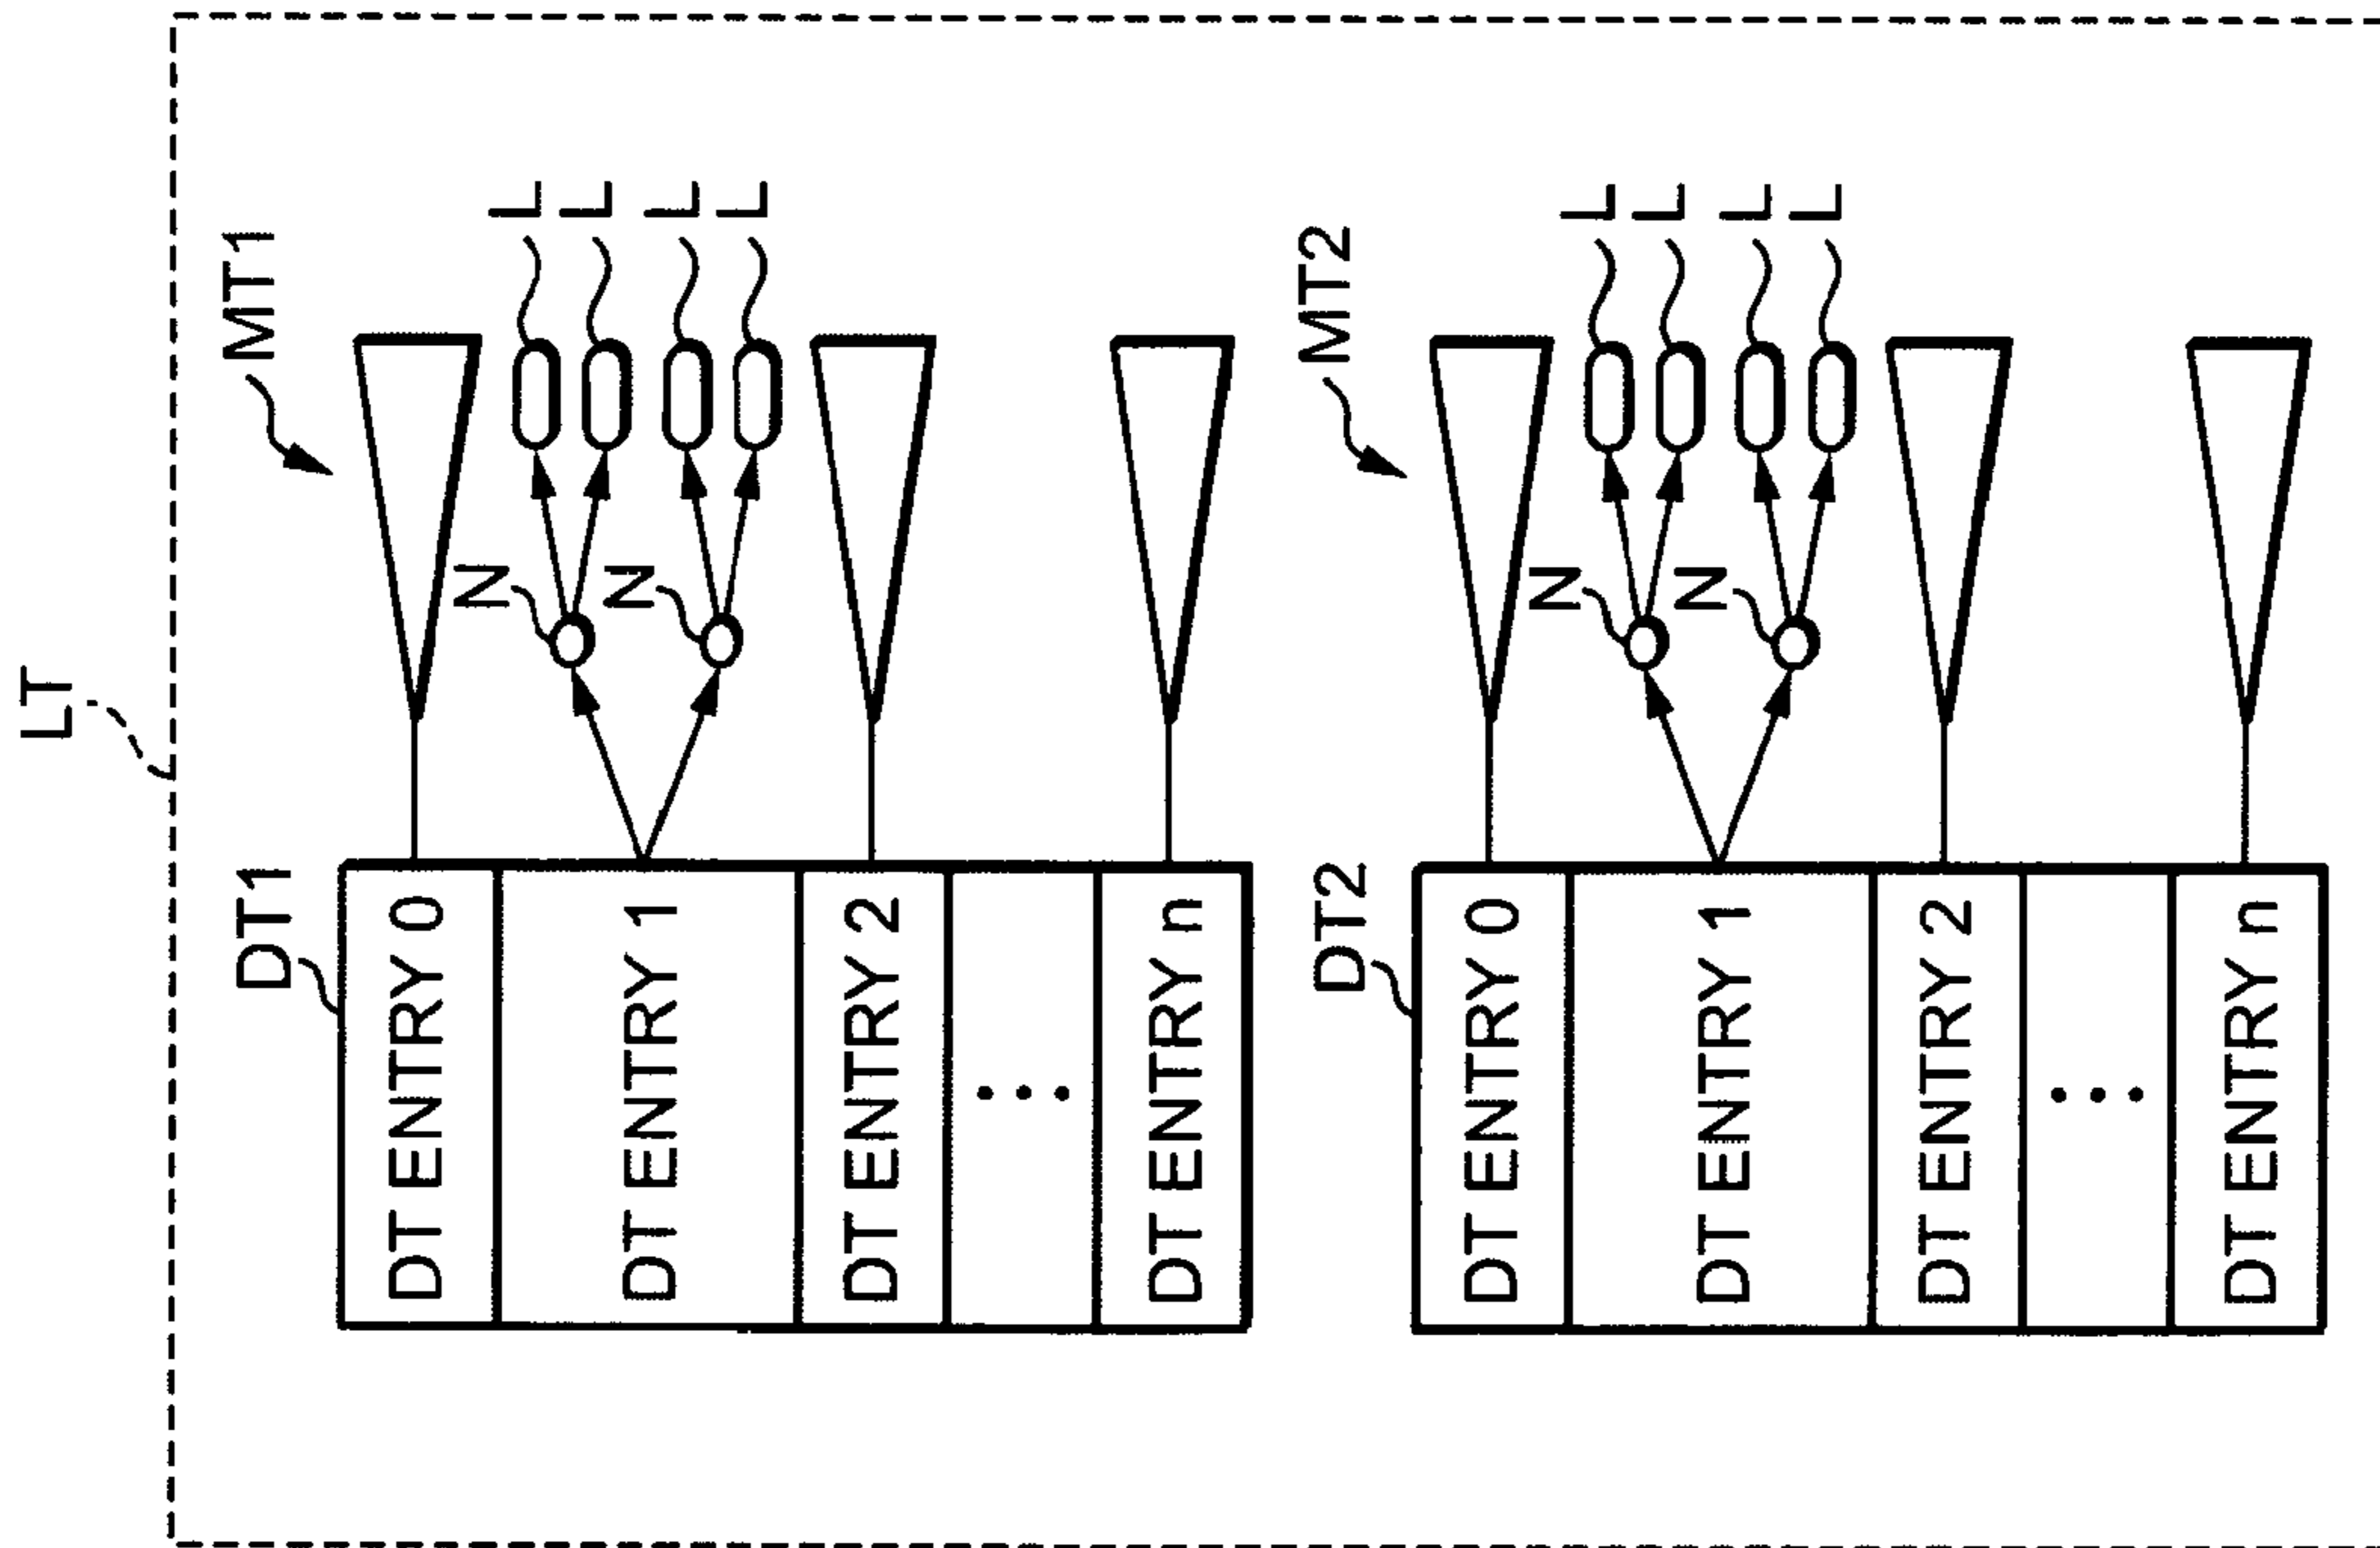 LT
DT1
MT1
DT ENTRY 0
DT ENTRY 1
N
N
L
L
L
L
DT ENTRY 2
• • •
DT ENTRY n
DT2
MT2
DT ENTRY 0
DT ENTRY 1
N
N
L
L
L
L
DT ENTRY 2
• • •
DT ENTRY n